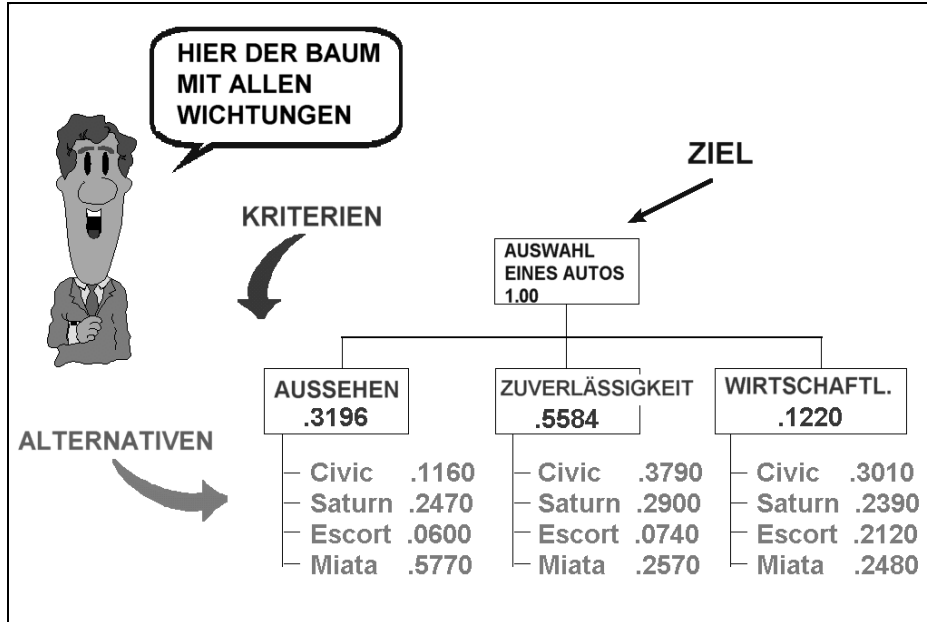 HIER DER BAUM
MIT ALLEN
WICHTUNGEN
ZIEL
KRITERIEN
AUSWAHL
EINES AUTOS
1.00
AUSSEHEN
.3196
ZUVERLÄSSIGKEIT
.5584
WIRTSCHAFTL.
.1220
ALTERNATIVEN
Civic .1160
Saturn .2470
Escort .0600
Miata .5770
Civic .3790
Saturn .2900
Escort .0740
Miata .2570
Civic .3010
Saturn .2390
Escort .2120
Miata .2480